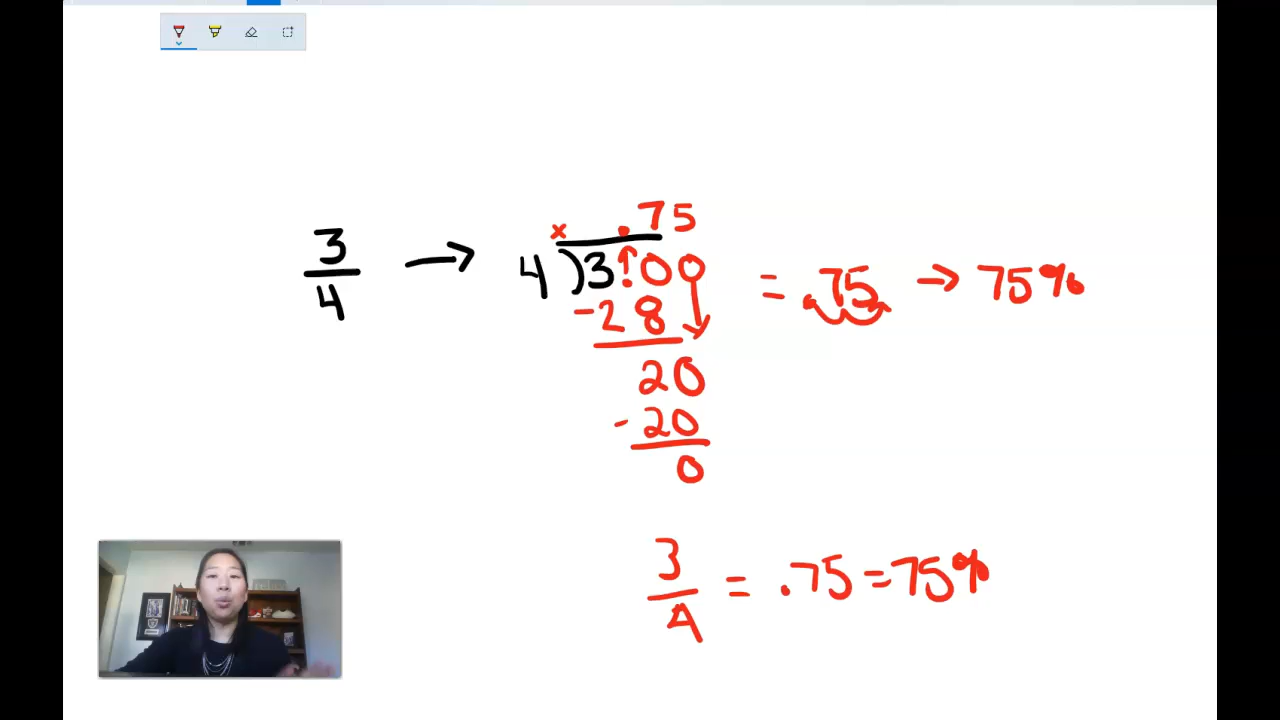 3/4 → 4)3.00 = .75 → 75%
x .75
-28
20
-20
0
3/4 = .75 = 75%